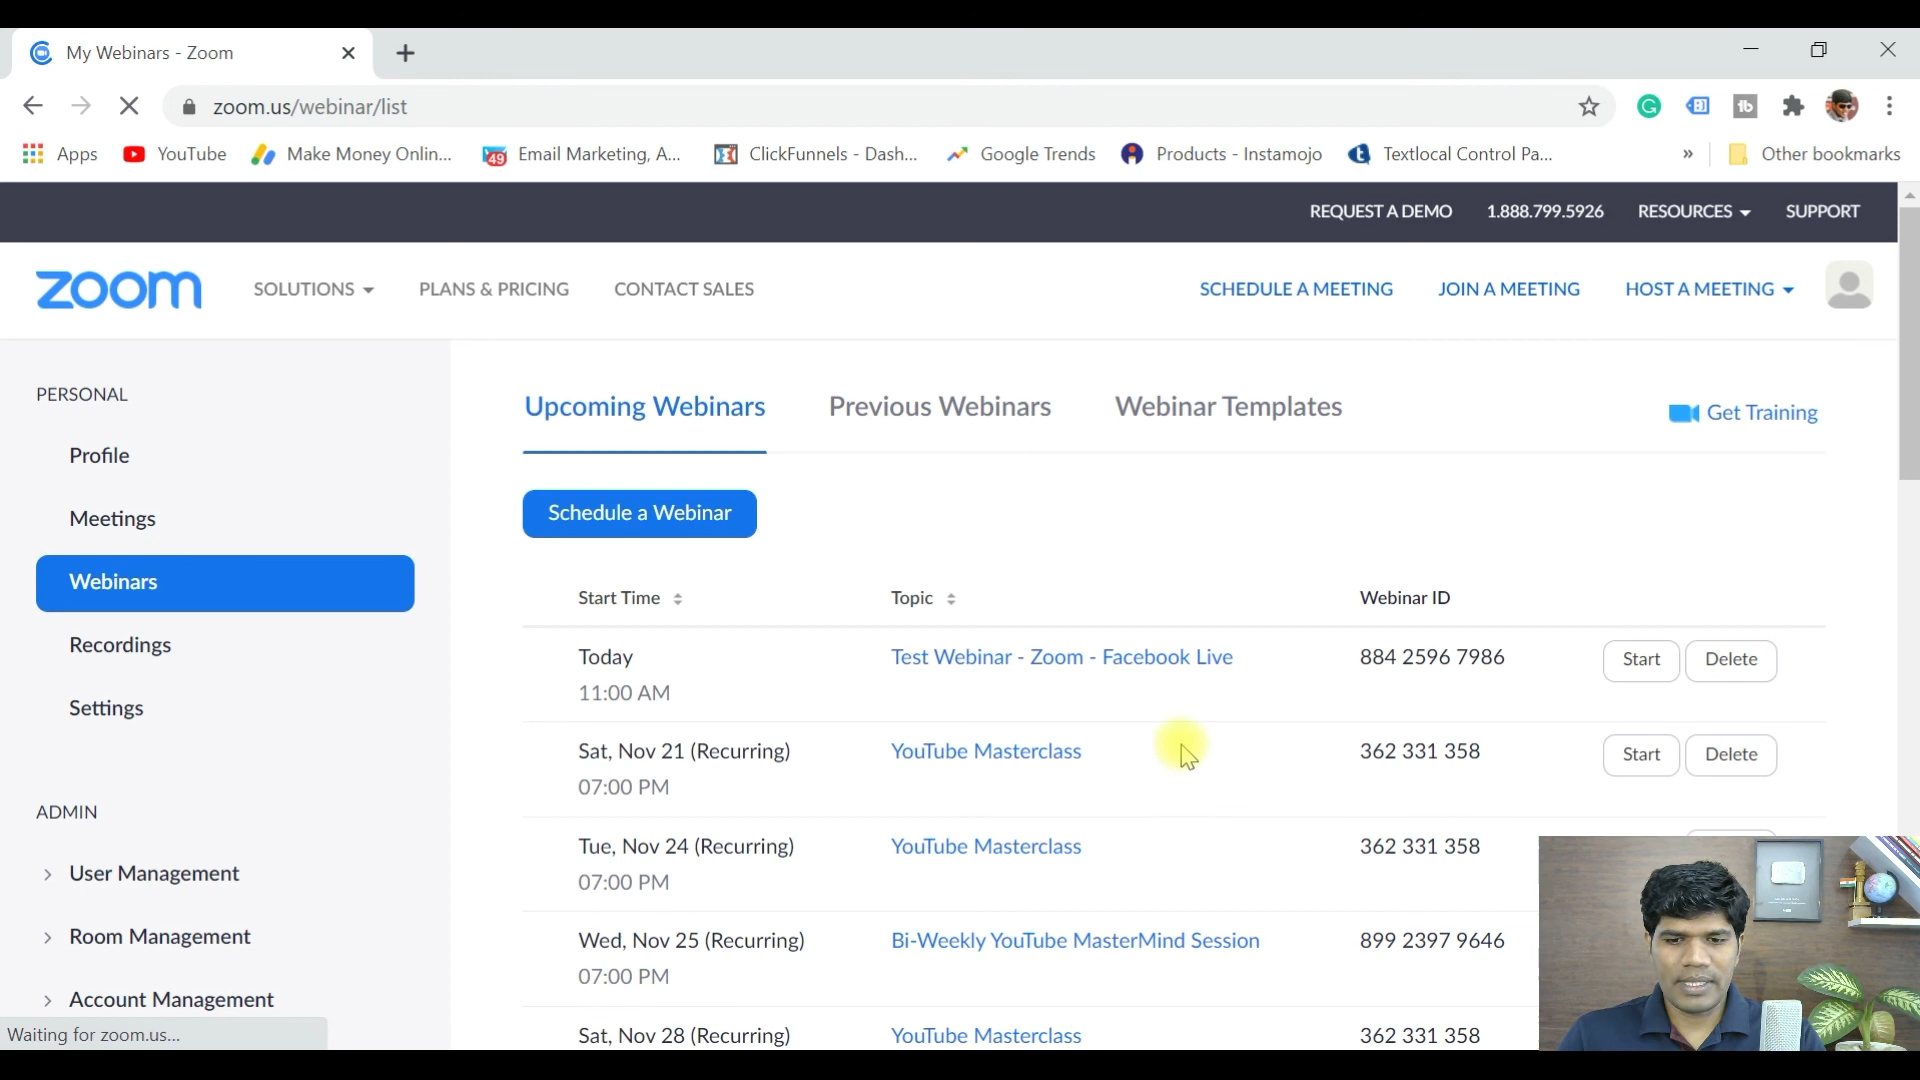 My Webinars - Zoom
zoom.us/webinar/list
Apps
YouTube
Make Money Onlin...
49
Email Marketing, A...
ClickFunnels - Dash...
Google Trends
Products - Instamojo
Textlocal Control Pa...
»
Other bookmarks
REQUEST A DEMO
1.888.799.5926
RESOURCES
SUPPORT
zoom
SOLUTIONS
PLANS & PRICING
CONTACT SALES
SCHEDULE A MEETING
JOIN A MEETING
HOST A MEETING
PERSONAL
Profile
Meetings
Webinars
Recordings
Settings
ADMIN
User Management
Room Management
Account Management
Waiting for zoom.us...
Upcoming Webinars
Previous Webinars
Webinar Templates
Get Training
Schedule a Webinar
Start Time Topic Webinar ID
Today Test Webinar - Zoom - Facebook Live 884 2596 7986 Start Delete
11:00 AM
Sat, Nov 21 (Recurring) YouTube Masterclass 362 331 358 Start Delete
07:00 PM
Tue, Nov 24 (Recurring) YouTube Masterclass 362 331 358
07:00 PM
Wed, Nov 25 (Recurring) Bi-Weekly YouTube MasterMind Session 899 2397 9646
07:00 PM
Sat, Nov 28 (Recurring) YouTube Masterclass 362 331 358